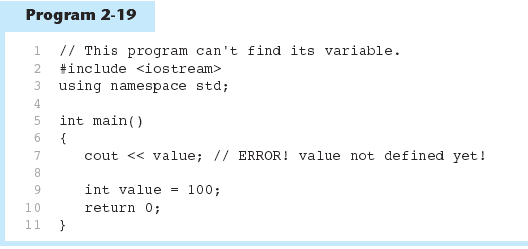 Program 2-19
1 // This program can't find its variable.
2 #include <iostream>
3 using namespace std;
4
5 int main()
6 {
7 cout << value; // ERROR! value not defined yet!
8
9 int value = 100;
10 return 0;
11 }